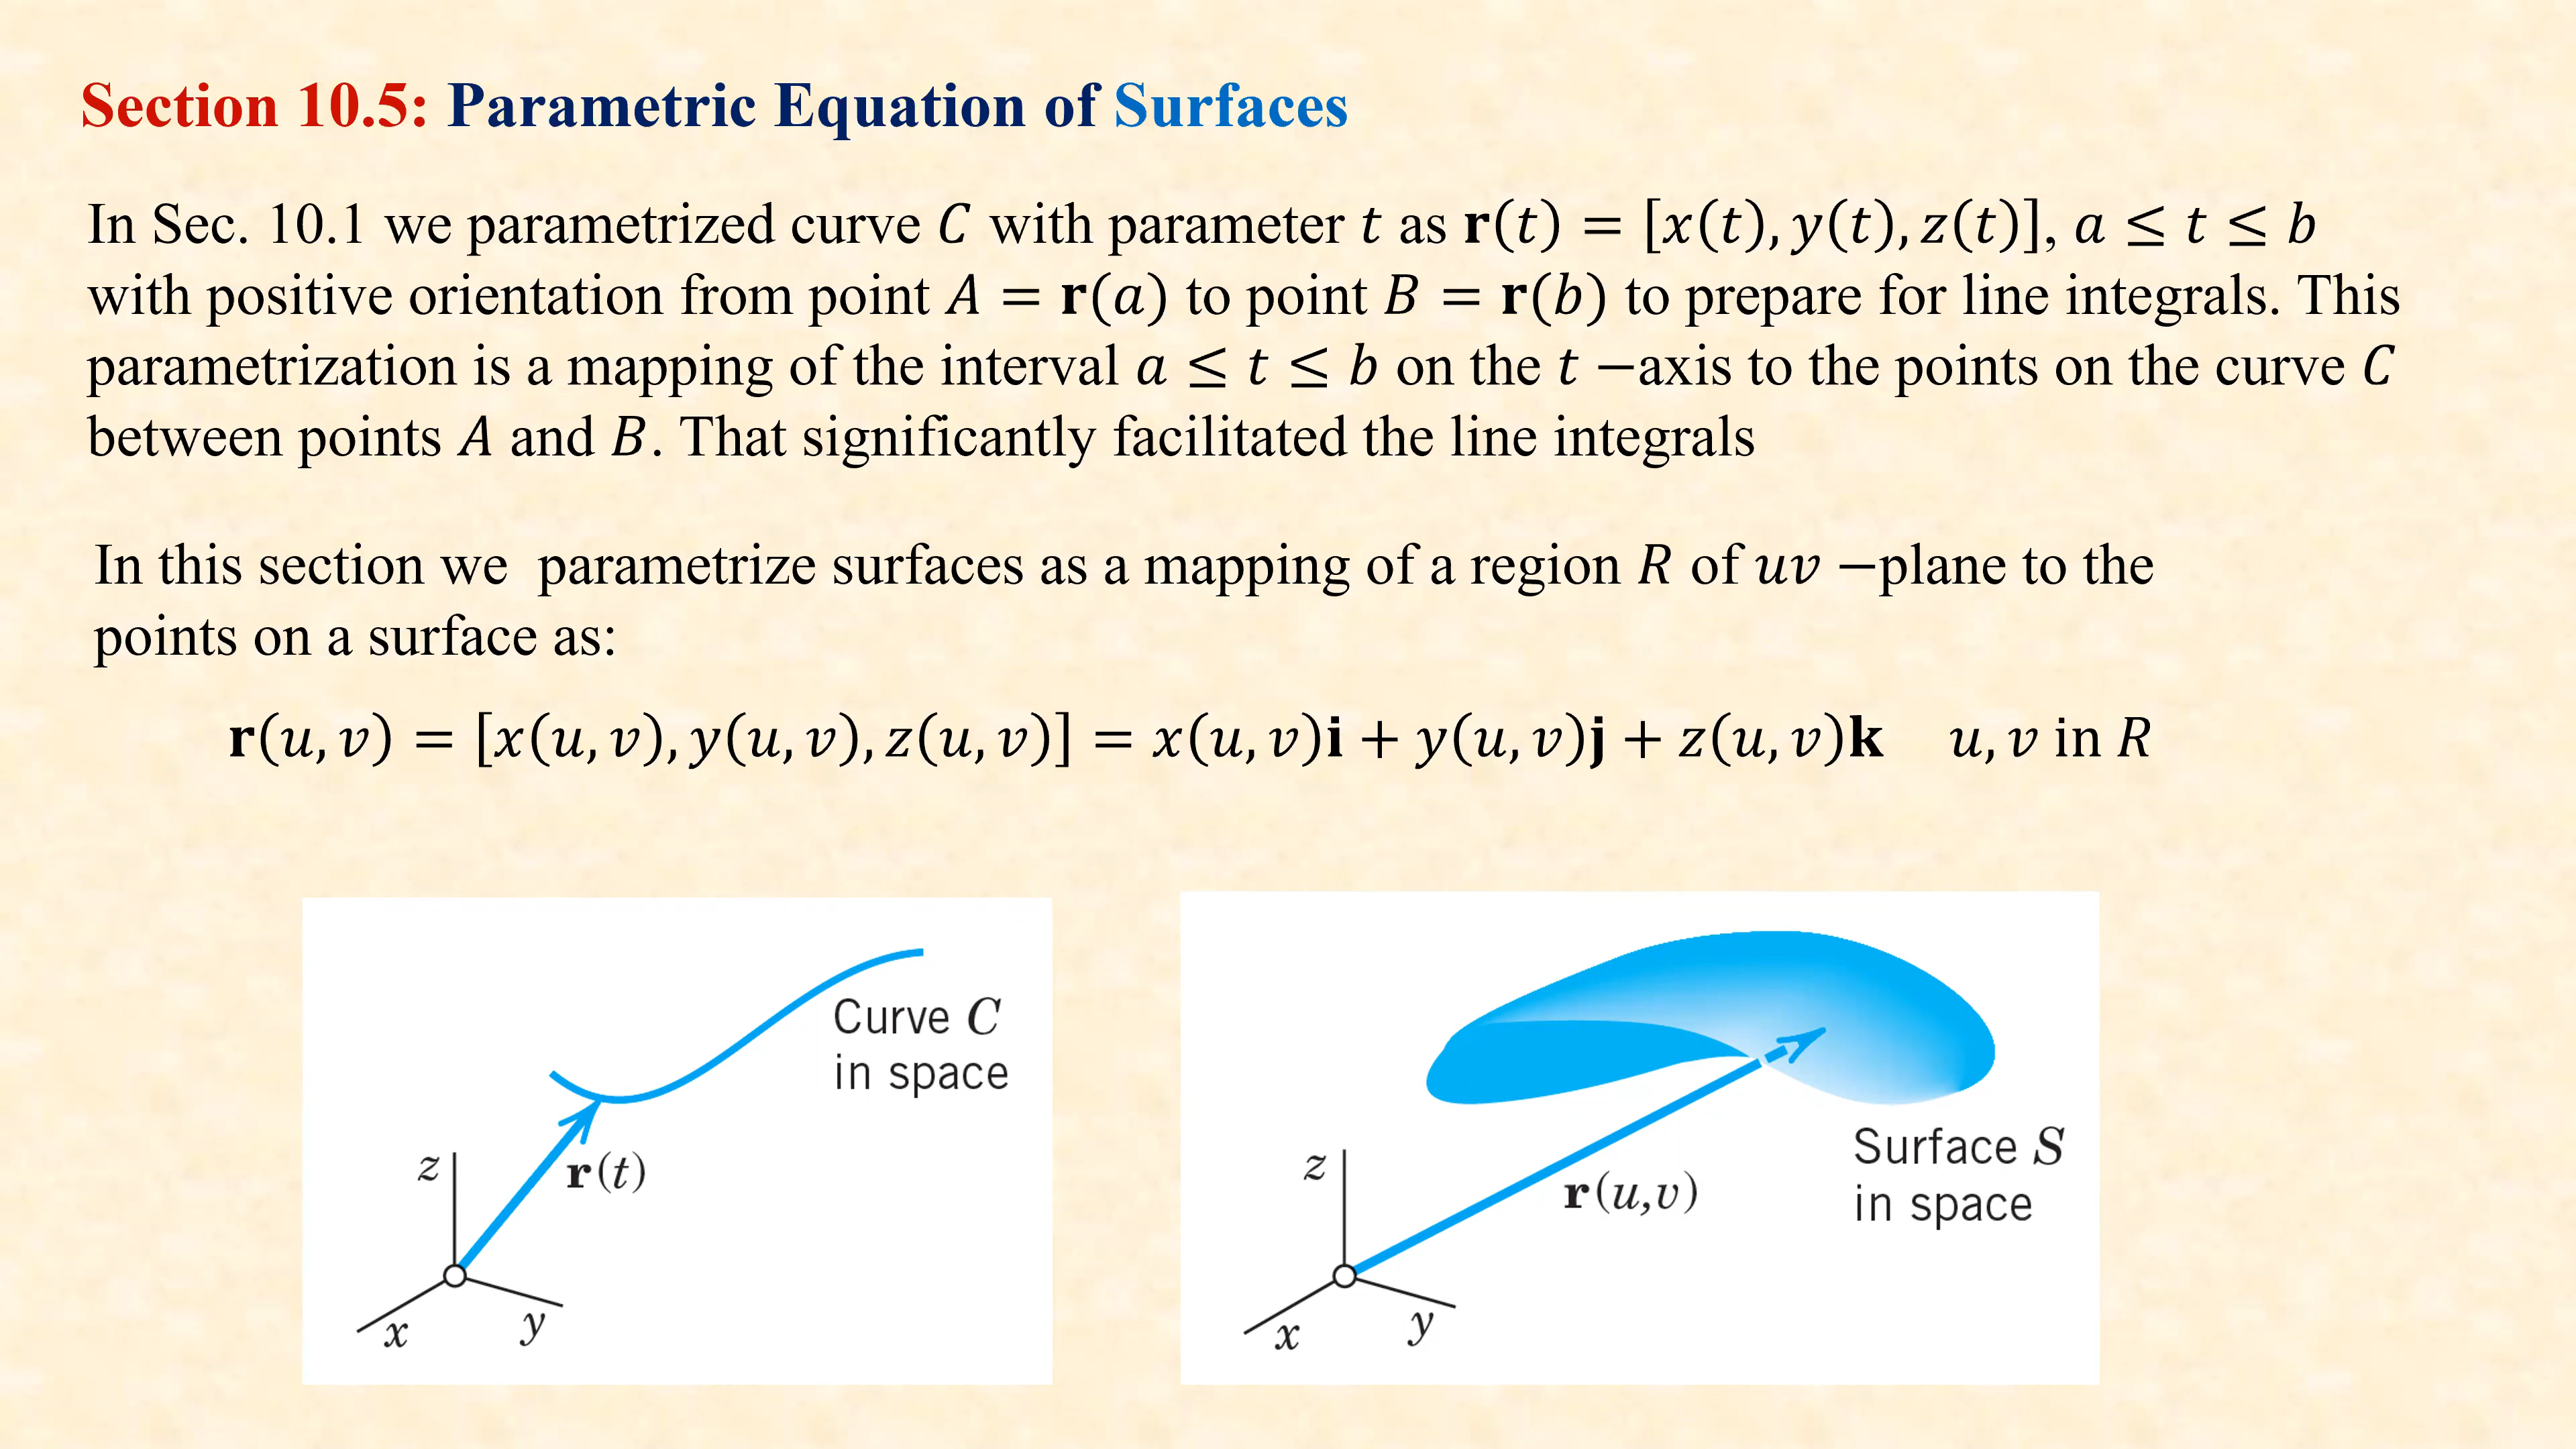 Section 10.5: Parametric Equation of Surfaces
In Sec. 10.1 we parametrized curve C with parameter t as r(t) = [x(t), y(t), z(t)], a ≤ t ≤ b
with positive orientation from point A = r(a) to point B = r(b) to prepare for line integrals. This
parametrization is a mapping of the interval a ≤ t ≤ b on the t −axis to the points on the curve C
between points A and B. That significantly facilitated the line integrals
In this section we parametrize surfaces as a mapping of a region R of uv −plane to the
points on a surface as:
r(u, v) = [x(u, v), y(u, v), z(u, v)] = x(u, v)i + y(u, v)j + z(u, v)k u, v in R
Curve C
in space
z
r(t)
x
y
Surface S
in space
z
r(u,v)
x
y